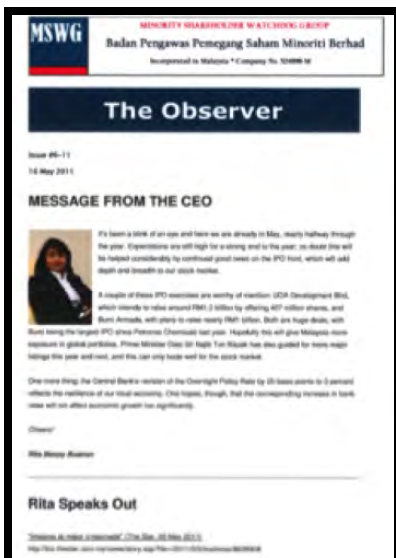 MSWG
MINORITY SHAREHOLDER WATCHDOG GROUP
Badan Pengawas Pemegang Saham Minoriti Berhad
Incorporated in Malaysia * Company No.
The Observer
Issue #6-11
16 May 2011
MESSAGE FROM THE CEO
It's been a blink of an eye and here we are already in May, nearly halfway through
the year. Expectations are still high for a strong end to the year; no doubt this will
be helped considerably by continued good news on the IPO front, which will add
depth and breadth to our stock market.
A couple of these IPO exercises are worthy of mention: UOA Development Bhd,
which intends to raise around RM1.2 billion by offering 407 million shares, and
Bumi Armada, with plans to raise nearly RM1 billion. Both are huge deals, with
Bumi being the largest IPO since Petronas Chemicals last year. Hopefully this will give Malaysia more
exposure in global portfolios. Prime Minister Dato Sri Najib Tun Razak has also guided for more major
listings this year and next, and this can only bode well for the stock market.
One more thing: the Central Bank's revision of the Overnight Policy Rate by 25 basis points to 3 percent
reflects the resilience of our local economy. One hopes, though, that the corresponding increase in bank
rates will not affect economic growth too significantly.
Cheers!
Rita Benoy Bushon
Rita Speaks Out
(The Star, May 2011)